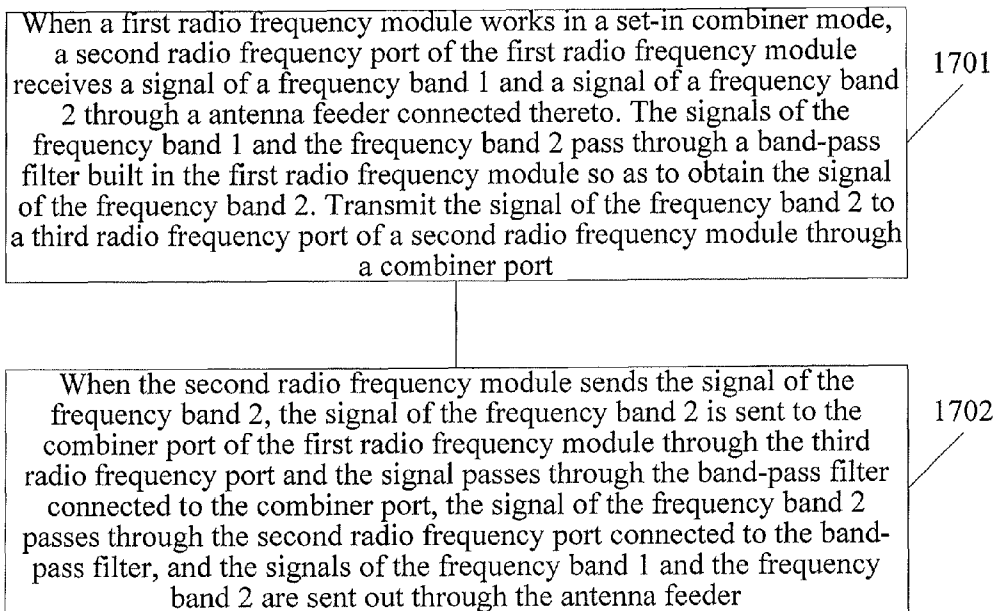 When a first radio frequency module works in a set-in combiner mode,
a second radio frequency port of the first radio frequency module
receives a signal of a frequency band 1 and a signal of a frequency band
2 through a antenna feeder connected thereto. The signals of the
frequency band 1 and the frequency band 2 pass through a band-pass
filter built in the first radio frequency module so as to obtain the signal
of the frequency band 2. Transmit the signal of the frequency band 2 to
a third radio frequency port of a second radio frequency module through
a combiner port
1701
When the second radio frequency module sends the signal of the
frequency band 2, the signal of the frequency band 2 is sent to the
combiner port of the first radio frequency module through the third
radio frequency port and the signal passes through the band-pass filter
connected to the combiner port, the signal of the frequency band 2
passes through the second radio frequency port connected to the band-
pass filter, and the signals of the frequency band 1 and the frequency
band 2 are sent out through the antenna feeder
1702